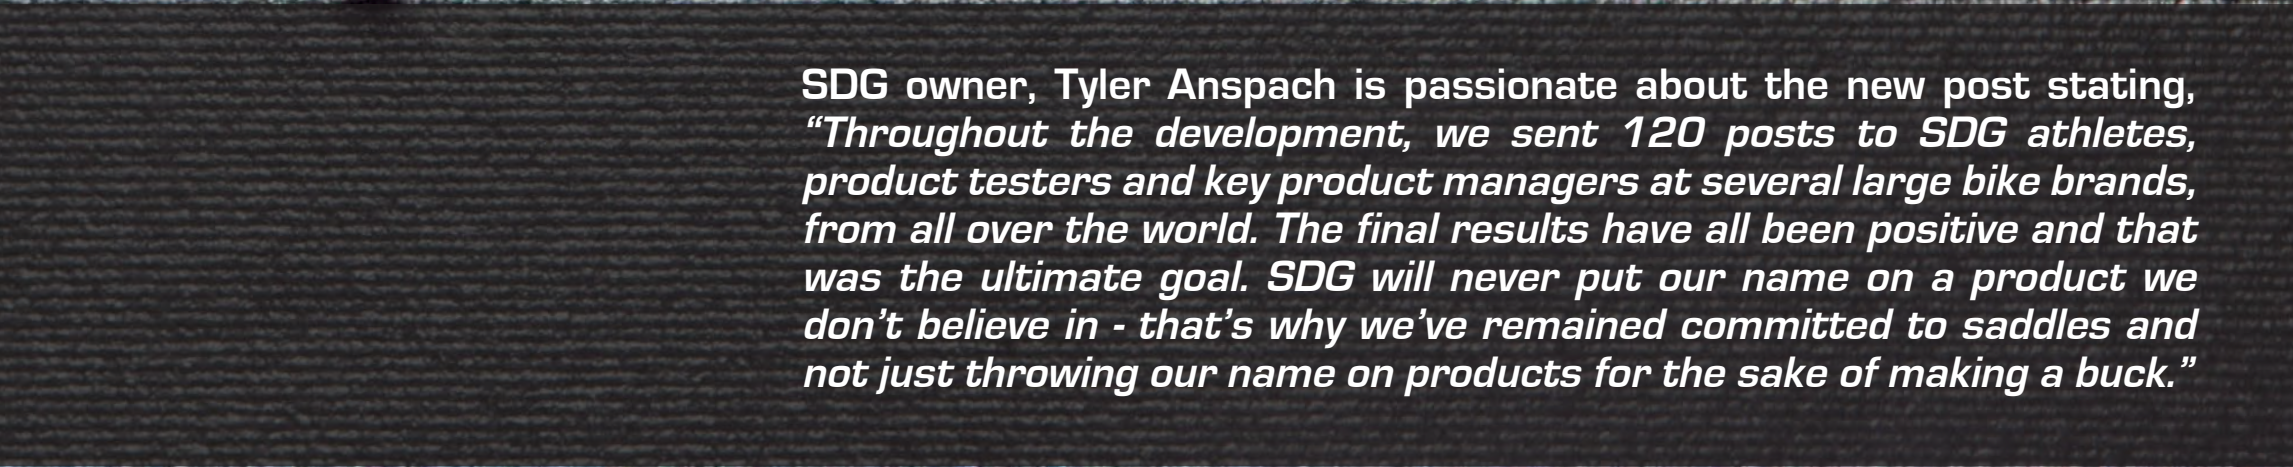 SDG owner, Tyler Anspach is passionate about the new post stating,
“Throughout the development, we sent 120 posts to SDG athletes,
product testers and key product managers at several large bike brands,
from all over the world. The final results have all been positive and that
was the ultimate goal. SDG will never put our name on a product we
don’t believe in - that’s why we’ve remained committed to saddles and
not just throwing our name on products for the sake of making a buck.”